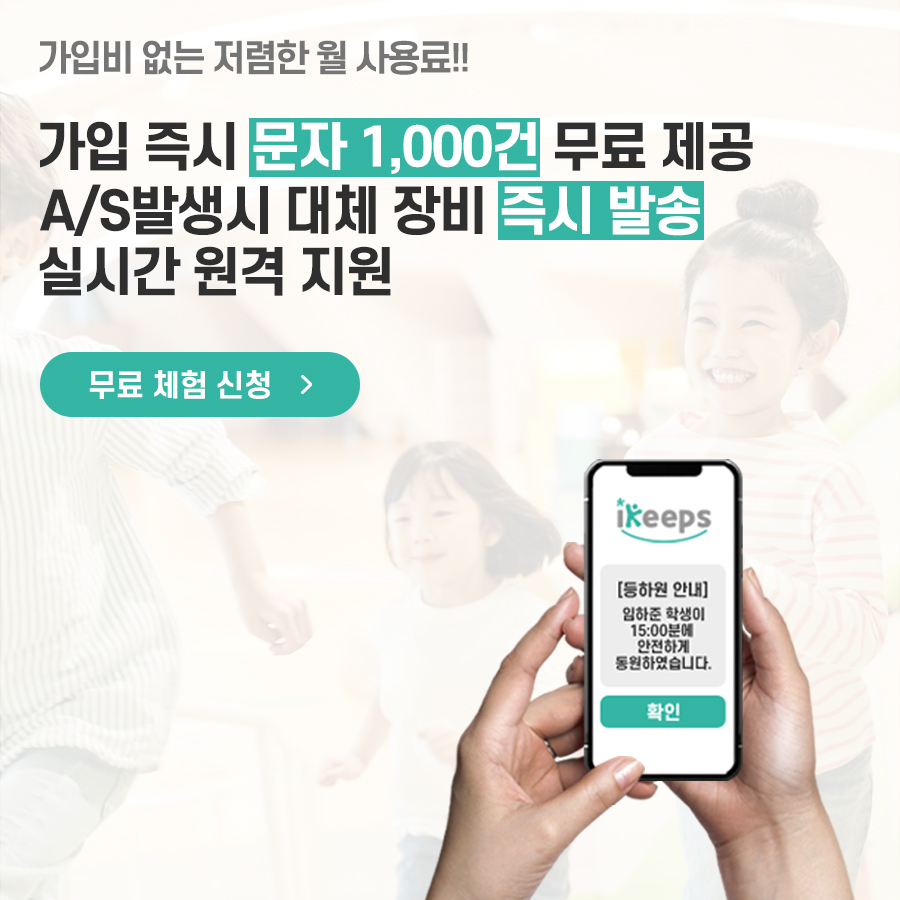 가입비 없는 저렴한 월 사용료!!
가입 즉시 문자 1,000건 무료 제공
A/S발생시 대체 장비 즉시 발송
실시간 원격 지원
무료 체험 신청 >
ikeeps
[등하원 안내]
임하준 학생이
15:00분에
안전하게
등원하였습니다.
확인